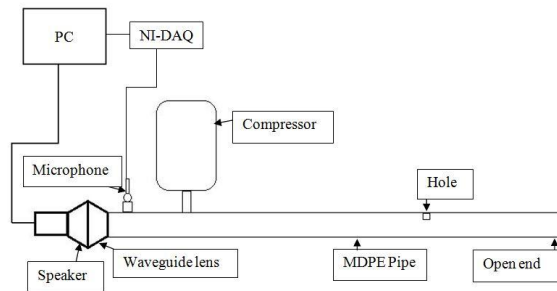 PC
NI-DAQ
Compressor
Microphone
Hole
Speaker
Waveguide lens
MDPE Pipe
Open end